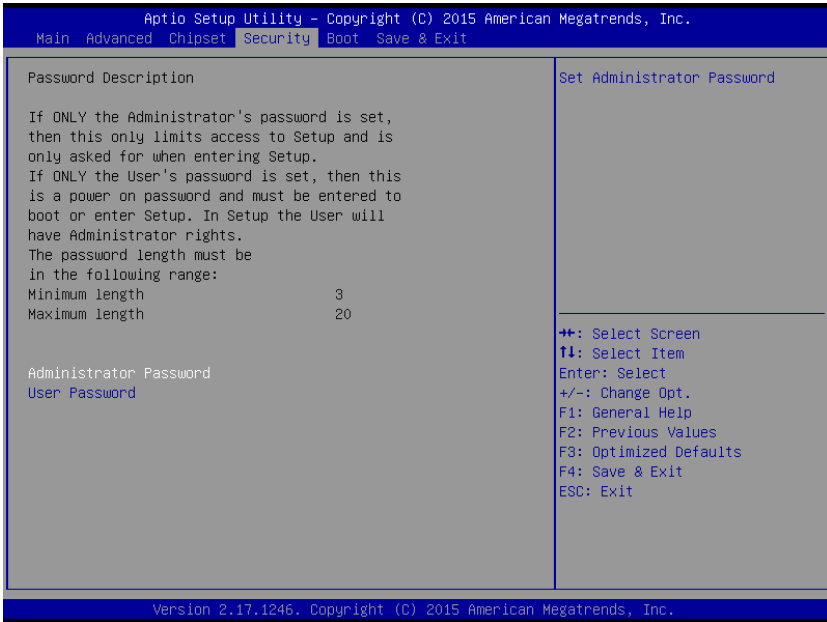 Aptio Setup Utility – Copyright (C) 2015 American Megatrends, Inc.
Main Advanced Chipset Security Boot Save & Exit
Password Description
If ONLY the Administrator's password is set,
then this only limits access to Setup and is
only asked for when entering Setup.
If ONLY the User's password is set, then this
is a power on password and must be entered to
boot or enter Setup. In Setup the User will
have Administrator rights.
The password length must be
in the following range:
Minimum length 3
Maximum length 20
Administrator Password
User Password
Set Administrator Password
→←: Select Screen
↑↓: Select Item
Enter: Select
+/-: Change Opt.
F1: General Help
F2: Previous Values
F3: Optimized Defaults
F4: Save & Exit
ESC: Exit
Version 2.17.1246. Copyright (C) 2015 American Megatrends, Inc.